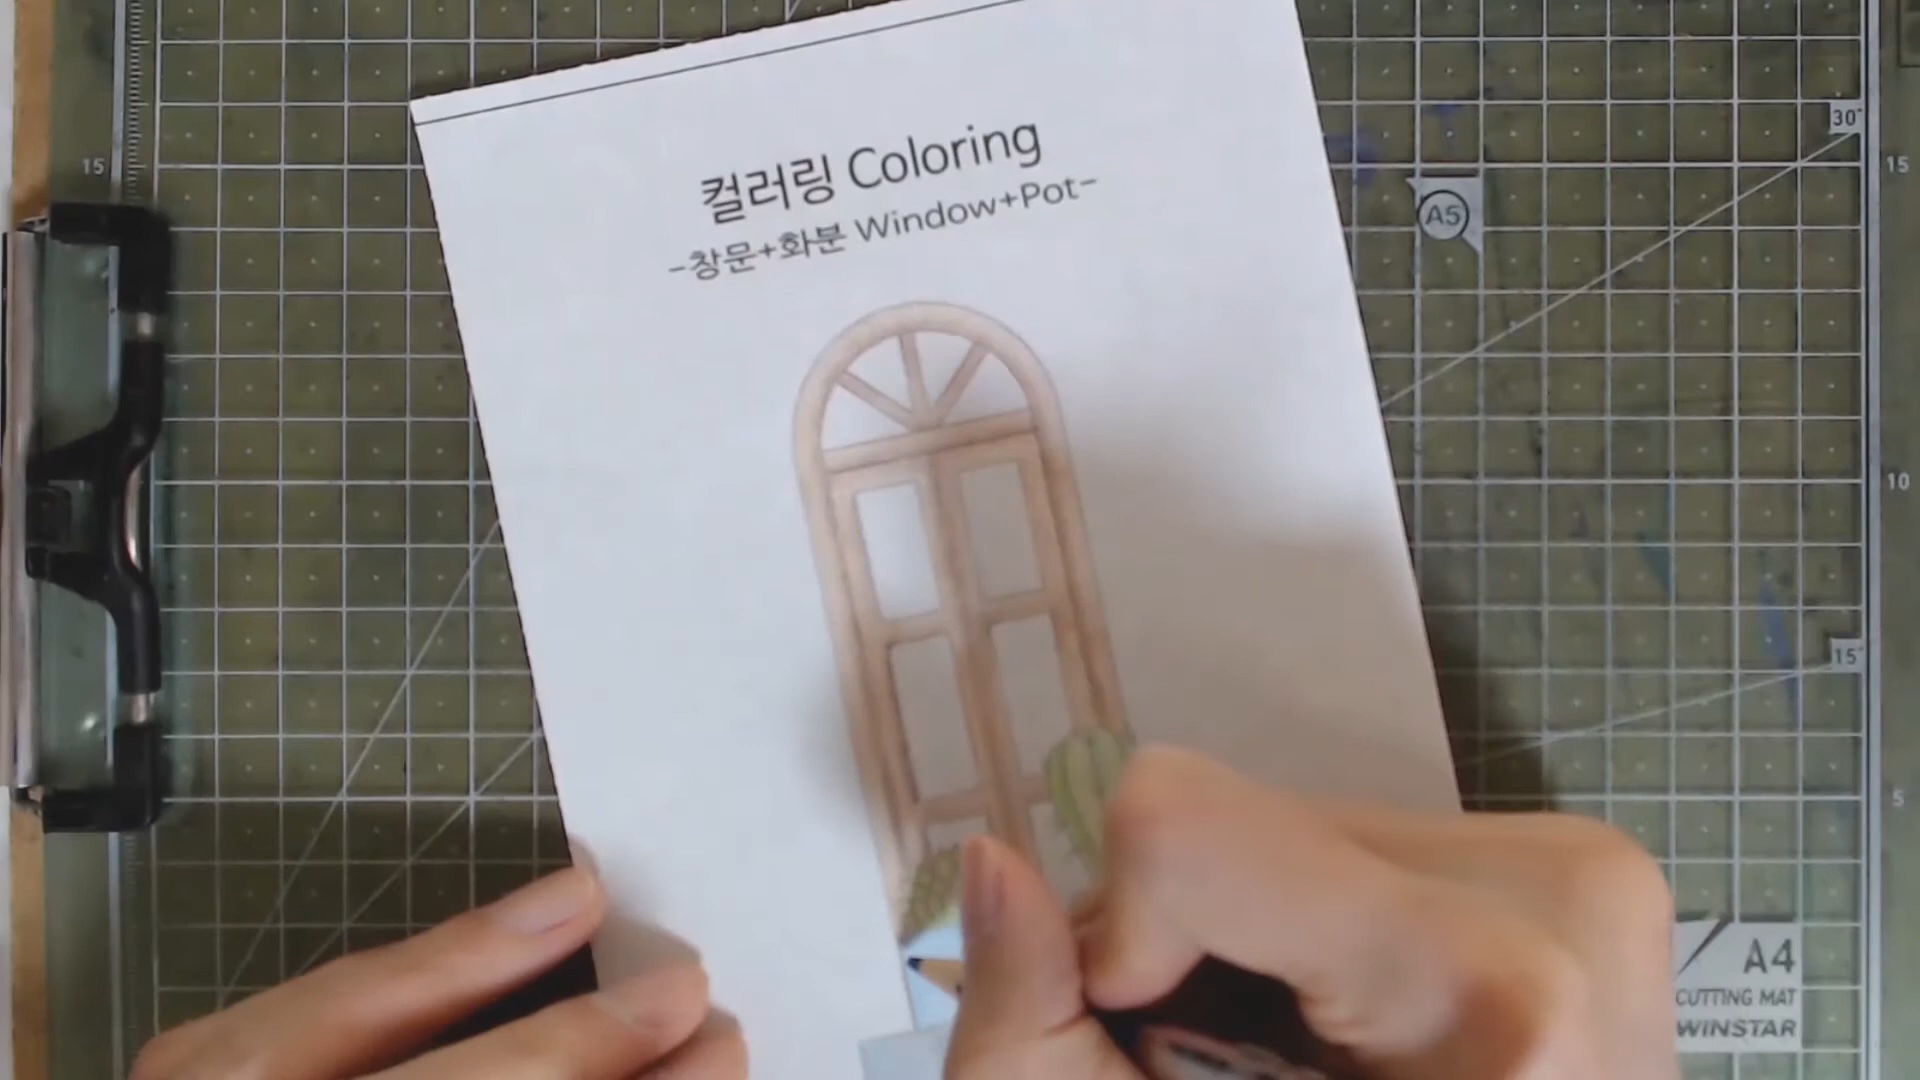 컬러링 Coloring
-창문+화분 Window+Pot-
30°
15
15
A5
10
15°
5
A4
CUTTING MAT
WINSTAR